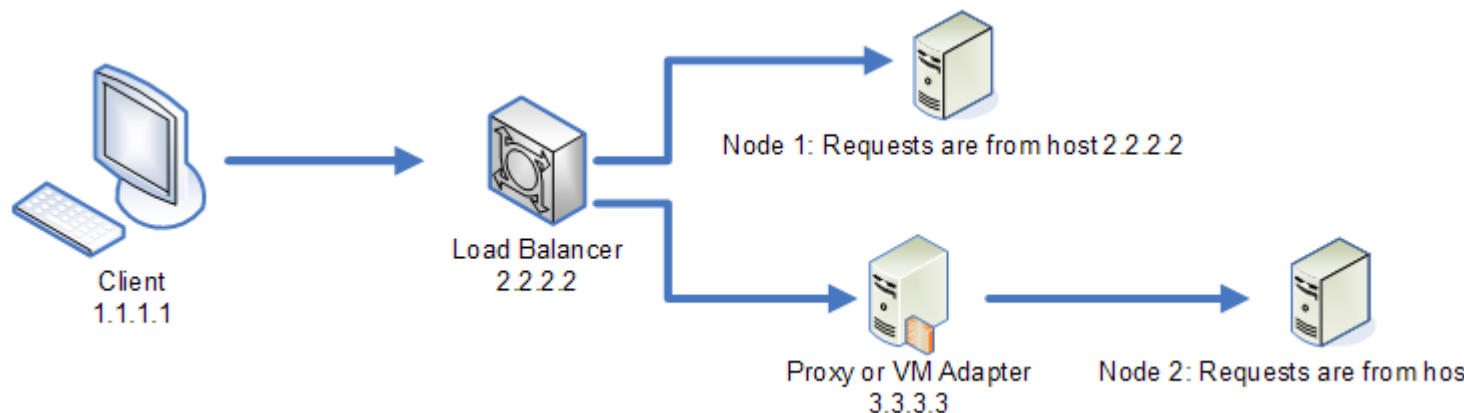 Node 1: Requests are from host 2.2.2.2
Load Balancer
2.2.2.2
Client
1.1.1.1
Proxy or VM Adapter
3.3.3.3
Node 2: Requests are from hos